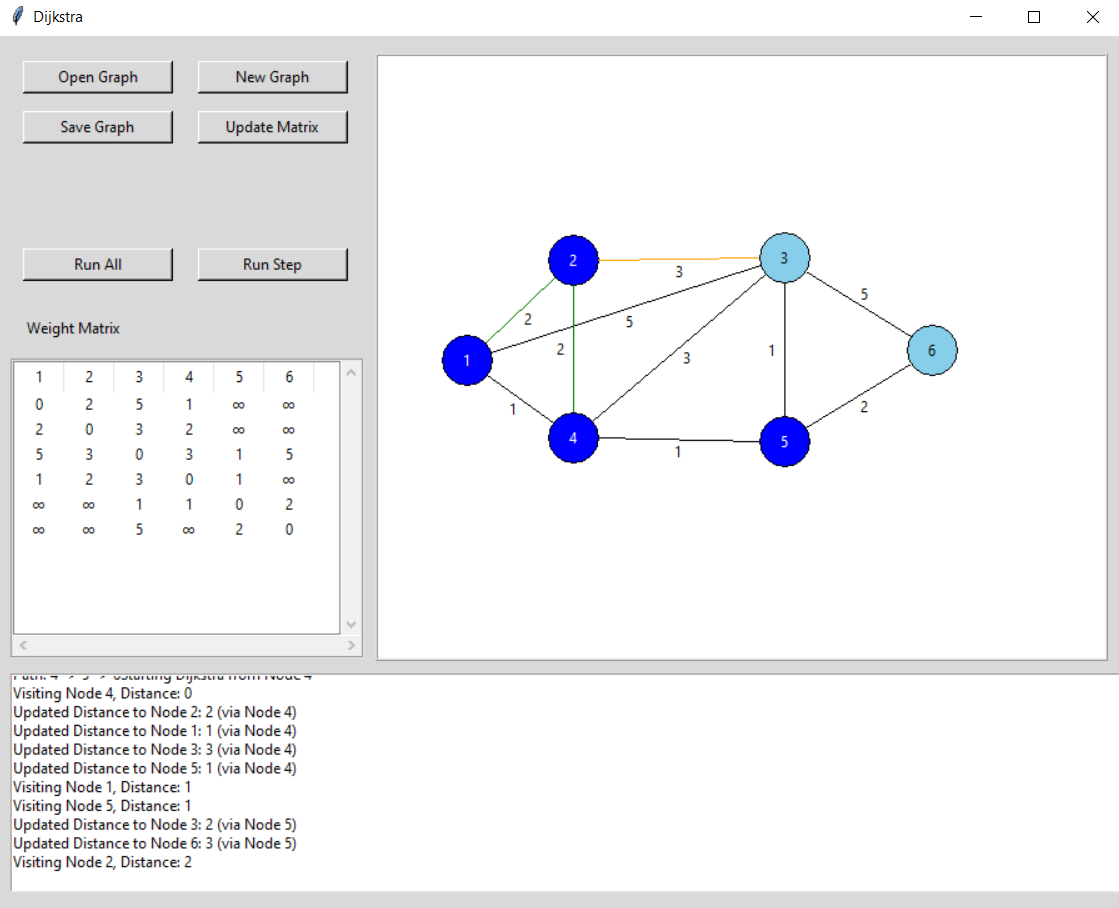 Dijkstra
Open Graph
New Graph
Save Graph
Update Matrix
Run All
Run Step
Weight Matrix
1 2 3 4 5 6
0 2 5 1 ∞ ∞
2 0 3 2 ∞ ∞
5 3 0 3 1 5
1 2 3 0 1 ∞
∞ ∞ 1 1 0 2
∞ ∞ 5 ∞ 2 0
2
3
3
5
2
5
2
1
3
1
6
1
2
4
1
5
Starting Dijkstra from Node 4
Visiting Node 4, Distance: 0
Updated Distance to Node 2: 2 (via Node 4)
Updated Distance to Node 1: 1 (via Node 4)
Updated Distance to Node 3: 3 (via Node 4)
Updated Distance to Node 5: 1 (via Node 4)
Visiting Node 1, Distance: 1
Visiting Node 5, Distance: 1
Updated Distance to Node 3: 2 (via Node 5)
Updated Distance to Node 6: 3 (via Node 5)
Visiting Node 2, Distance: 2